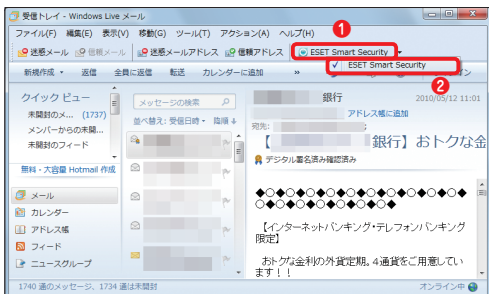 受信トレイ - Windows Live メール
ファイル(F) 編集(E) 表示(V) 移動(G) ツール(T) アクション(A) ヘルプ(H)
❶
迷惑メール 信頼メール 迷惑メールアドレス 信頼アドレス ESET Smart Security
✓ ESET Smart Security
❷
新規作成 返信 全員に返信 転送 カレンダーに追加 »
クイック ビュー
未開封のメ... (1737)
メンバーからの未開...
未開封のフィード
無料・大容量 Hotmail 作成
メール
カレンダー
アドレス帳
フィード
ニュースグループ
メッセージの検索
並べ替え: 受信日時 降順 ↓
銀行 2010/05/12 11:01
アドレス帳に追加
宛先: ;
【 銀行】おトクな金
デジタル署名済み確認済み
◆○◆○◆○◆○◆○◆○◆○◆○◆
○◆○◆○◆○◆○◆
【インターネットバンキング・テレフォンバンキング
限定】
おトクな金利の外貨定期。4通貨をご用意してい
ます！！
1740 通のメッセージ、1734 通は未開封 オンライン中